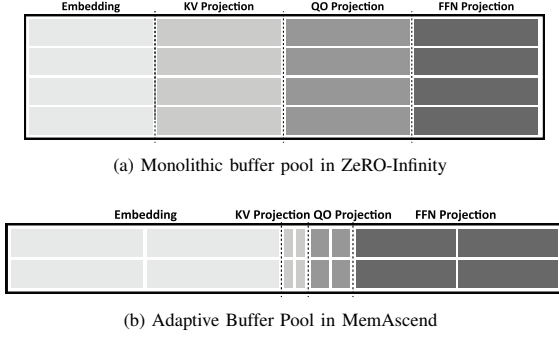 Embedding KV Projection QO Projection FFN Projection
(a) Monolithic buffer pool in ZeRO-Infinity
Embedding KV Projection QO Projection FFN Projection
(b) Adaptive Buffer Pool in MemAscend